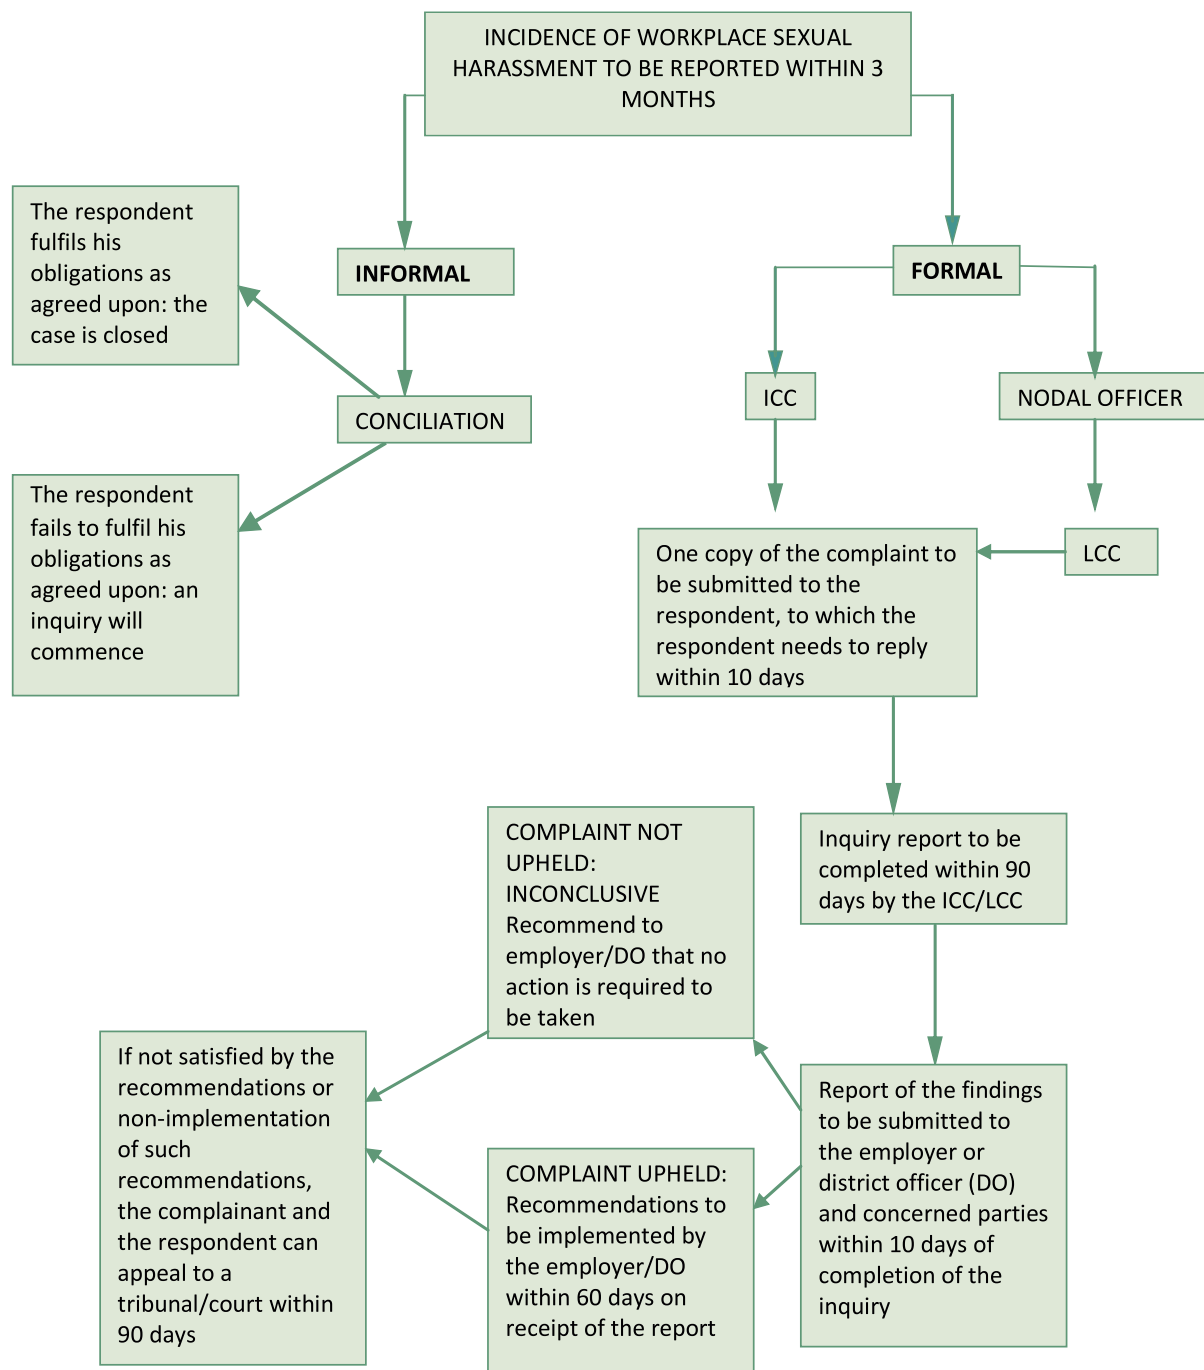 INCIDENCE OF WORKPLACE SEXUAL
HARASSMENT TO BE REPORTED WITHIN 3
MONTHS
The respondent
fulfils his
obligations as
agreed upon: the
case is closed
INFORMAL
FORMAL
CONCILIATION
ICC
NODAL OFFICER
The respondent
fails to fulfil his
obligations as
agreed upon: an
inquiry will
commence
One copy of the complaint to
be submitted to the
respondent, to which the
respondent needs to reply
within 10 days
LCC
Inquiry report to be
completed within 90
days by the ICC/LCC
COMPLAINT NOT
UPHELD:
INCONCLUSIVE
Recommend to
employer/DO that no
action is required to
be taken
Report of the findings
to be submitted to
the employer or
district officer (DO)
and concerned parties
within 10 days of
completion of the
inquiry
COMPLAINT UPHELD:
Recommendations to
be implemented by
the employer/DO
within 60 days on
receipt of the report
If not satisfied by the
recommendations or
non-implementation
of such
recommendations,
the complainant and
the respondent can
appeal to a
tribunal/court within
90 days